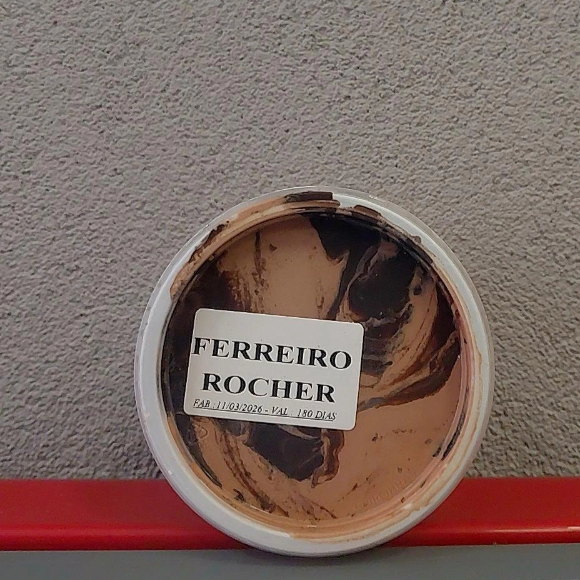 FERREIRO
ROCHER
FAB :11/03/2026 - VAL : 180 DIAS